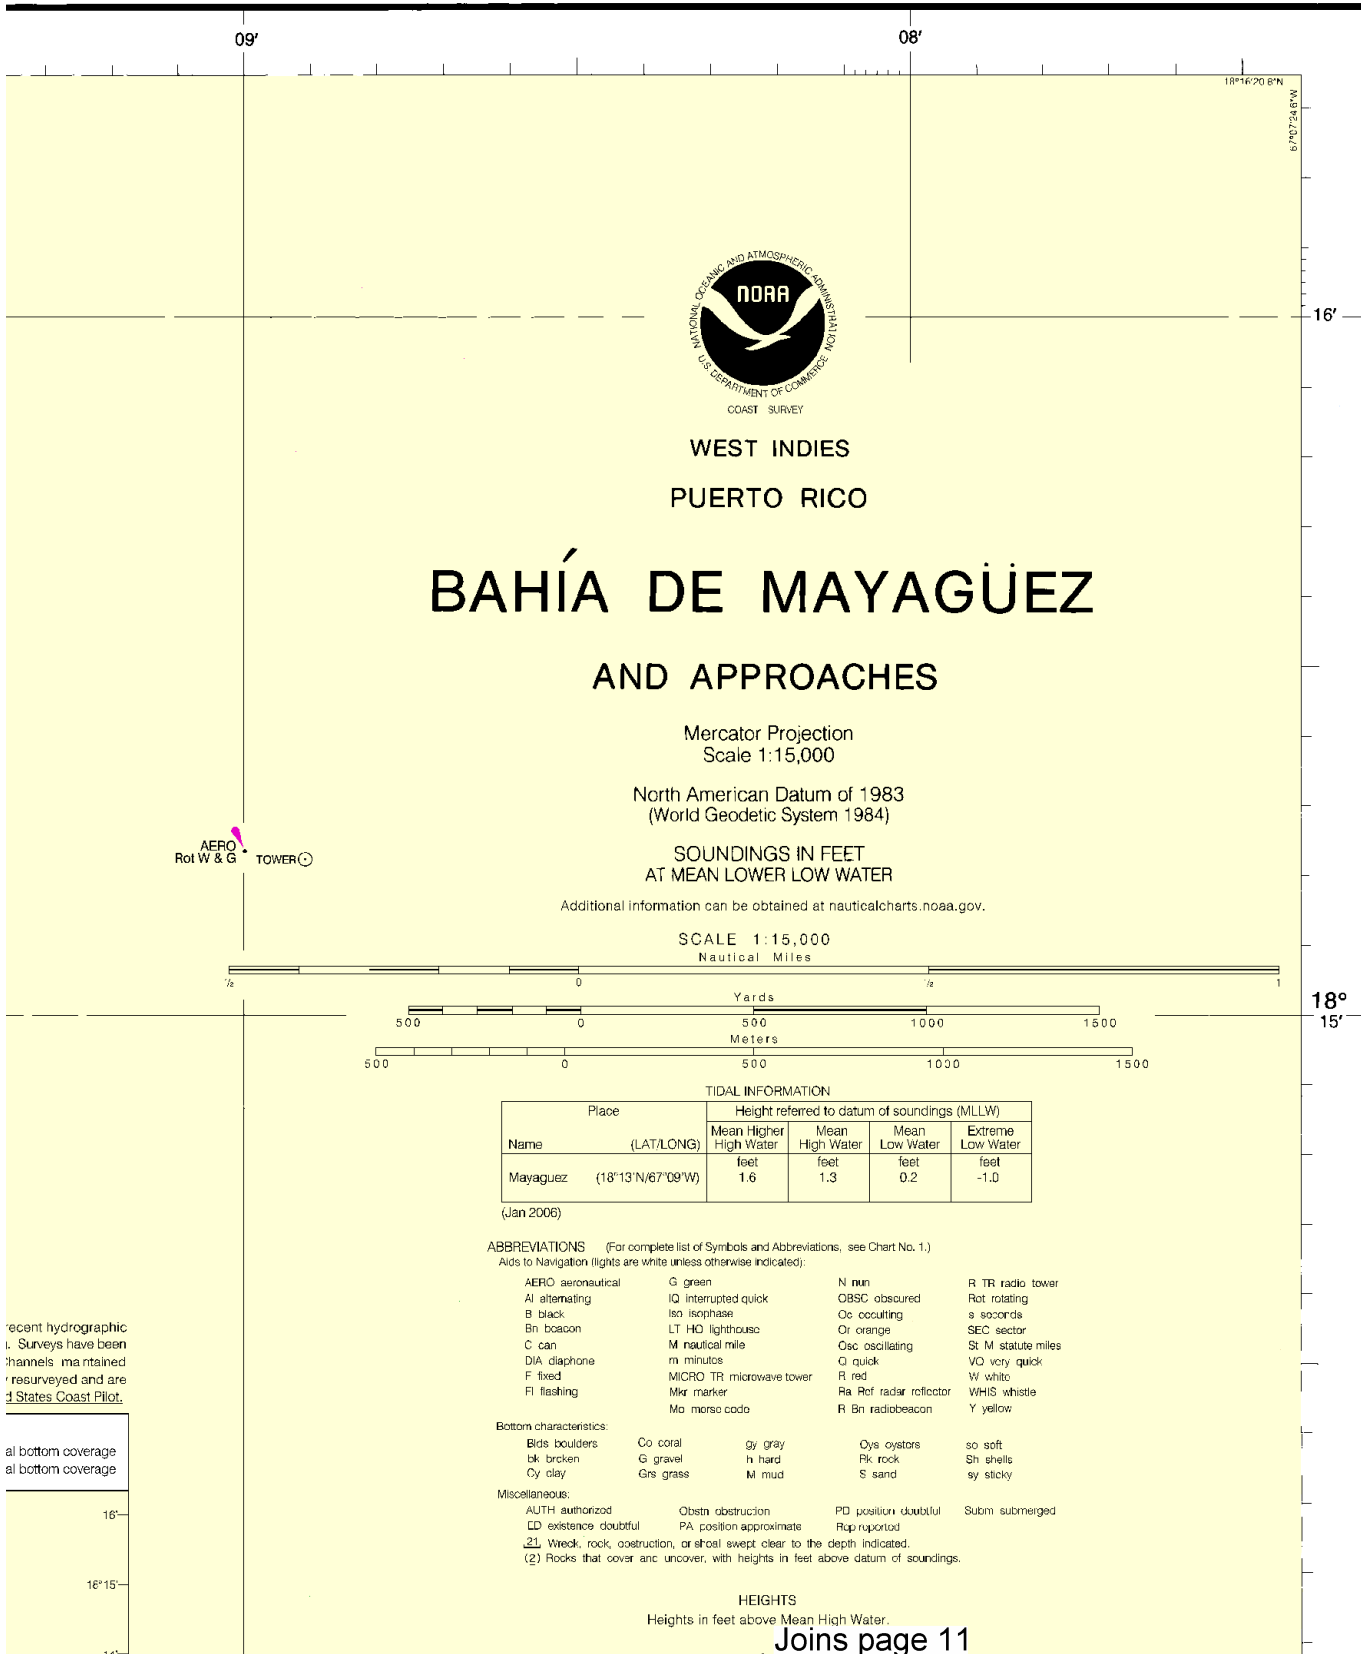 09′ 08′
18°16′20 8"N
67°07′24 6"W
NATIONAL OCEANIC AND ATMOSPHERIC ADMINISTRATION
NOAA
U.S. DEPARTMENT OF COMMERCE
COAST SURVEY
16′
WEST INDIES
PUERTO RICO
BAHÍA DE MAYAGÜEZ
AND APPROACHES
Mercator Projection
Scale 1:15,000
North American Datum of 1983
(World Geodetic System 1984)
AERO
Rot W & G TOWER
SOUNDINGS IN FEET
AT MEAN LOWER LOW WATER
Additional information can be obtained at nauticalcharts.noaa.gov.
SCALE 1:15,000
Nautical Miles
½ 0 ½ 1
Yards
500 0 500 1000 1500
18°
15′
Meters
500 0 500 1000 1500
TIDAL INFORMATION
Place Height referred to datum of soundings (MLLW)
Name (LAT/LONG) Mean Higher High Water Mean High Water Mean Low Water Extreme Low Water
feet feet feet feet
Mayaguez (18°13'N/67°09'W) 1.6 1.3 0.2 -1.0
(Jan 2006)
ABBREVIATIONS (For complete list of Symbols and Abbreviations, see Chart No. 1.)
Aids to Navigation (lights are white unless otherwise indicated):
AERO aeronautical G green N nun R TR radio tower
Al alternating IQ interrupted quick OBSC obscured Rot rotating
B black Iso isophase Oc occulting s seconds
Bn beacon LT HO lighthouse Or orange SEC sector
C can M nautical mile Osc oscillating St M statute miles
DIA diaphone m minutes Q quick VQ very quick
F fixed MICRO TR microwave tower R red W white
Fl flashing Mkr marker Ra Ref radar reflector WHIS whistle
Mo morse code R Bn radiobeacon Y yellow
Bottom characteristics:
Blds boulders Co coral gy gray Oys oysters so soft
bk broken G gravel h hard Rk rock Sh shells
Cy clay Grs grass M mud S sand sy sticky
Miscellaneous:
AUTH authorized Obstn obstruction PD position doubtful Subm submerged
ED existence doubtful PA position approximate Rep reported
21, Wreck, rock, obstruction, or shoal swept clear to the depth indicated.
(2) Rocks that cover and uncover, with heights in feet above datum of soundings.
HEIGHTS
Heights in feet above Mean High Water.
Joins page 11
recent hydrographic
Surveys have been
Channels maintained
resurveyed and are
States Coast Pilot.
al bottom coverage
al bottom coverage
16′
18°15′